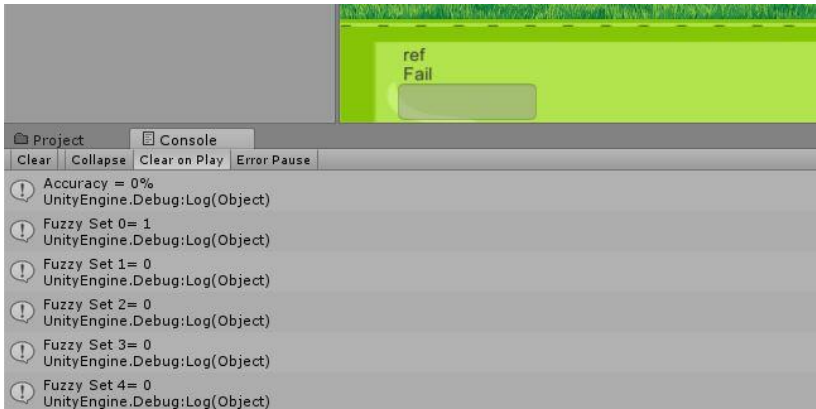 ref
Fail
Project Console
Clear Collapse Clear on Play Error Pause
Accuracy = 0%
UnityEngine.Debug:Log(Object)
Fuzzy Set 0= 1
UnityEngine.Debug:Log(Object)
Fuzzy Set 1= 0
UnityEngine.Debug:Log(Object)
Fuzzy Set 2= 0
UnityEngine.Debug:Log(Object)
Fuzzy Set 3= 0
UnityEngine.Debug:Log(Object)
Fuzzy Set 4= 0
UnityEngine.Debug:Log(Object)